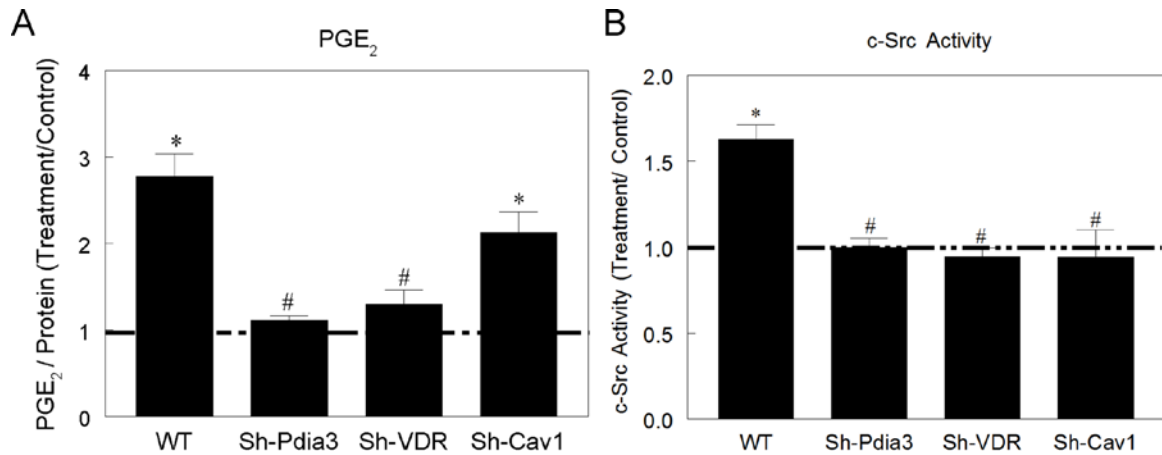 A
PGE₂
PGE₂ / Protein (Treatment/Control)
4
3
2
1
0
*
#
#
*
WT Sh-Pdia3 Sh-VDR Sh-Cav1
B
c-Src Activity
c-Src Activity (Treatment/ Control)
2.0
1.5
1.0
0.5
0.0
*
#
#
#
WT Sh-Pdia3 Sh-VDR Sh-Cav1